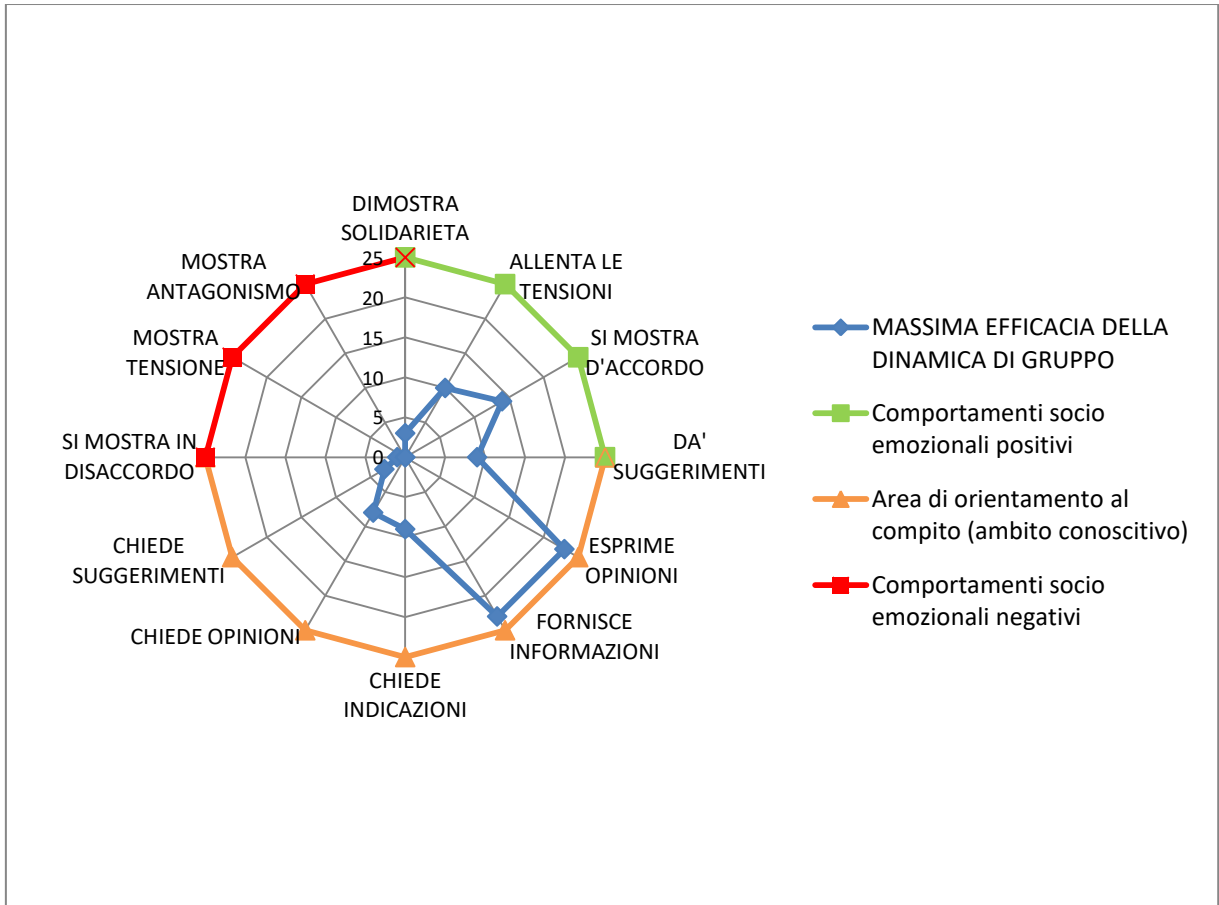 DIMOSTRA
SOLIDARIETA
ALLENTA LE
TENSIONI
SI MOSTRA
D'ACCORDO
DA'
SUGGERIMENTI
ESPRIME
OPINIONI
FORNISCE
INFORMAZIONI
CHIEDE
INDICAZIONI
CHIEDE OPINIONI
CHIEDE
SUGGERIMENTI
SI MOSTRA IN
DISACCORDO
MOSTRA
TENSIONE
MOSTRA
ANTAGONISMO
25
20
15
10
5
0
MASSIMA EFFICACIA DELLA
DINAMICA DI GRUPPO
Comportamenti socio
emozionali positivi
Area di orientamento al
compito (ambito conoscitivo)
Comportamenti socio
emozionali negativi